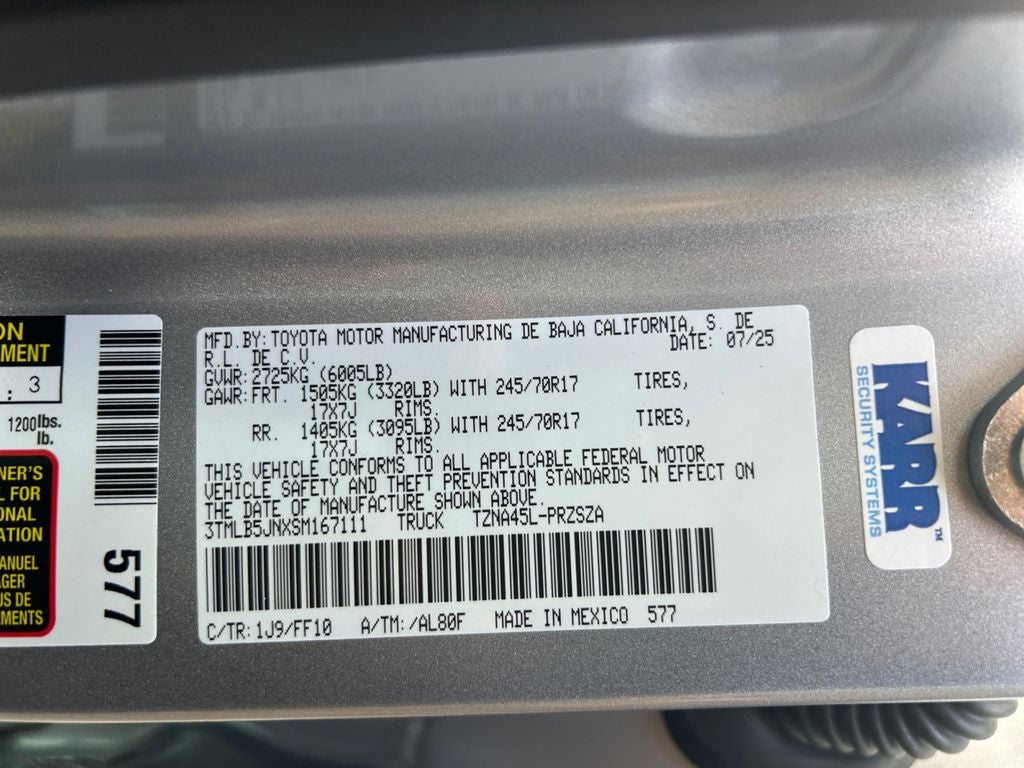 ON
EMENT
: 3
1200lbs.
lb.
NER'S
L FOR
ONAL
ATION
ANUEL
AGER
US DE
EMENTS
577
MFD.BY:TOYOTA MOTOR MANUFACTURING DE BAJA CALIFORNIA, S. DE
R.L. DE C.V. DATE: 07/25
GVWR:2725KG (6005LB)
GAWR:FRT. 1505KG (3320LB) WITH 245/70R17 TIRES,
17X7J RIMS.
RR. 1405KG (3095LB) WITH 245/70R17 TIRES,
17X7J RIMS.
THIS VEHICLE CONFORMS TO ALL APPLICABLE FEDERAL MOTOR
VEHICLE SAFETY AND THEFT PREVENTION STANDARDS IN EFFECT ON
THE DATE OF MANUFACTURE SHOWN ABOVE.
3TMLB5JNXSM167111 TRUCK TZNA45L-PRZSZA
C/TR:1J9/FF10 A/TM:/AL80F MADE IN MEXICO 577
KARR™
SECURITY SYSTEMS